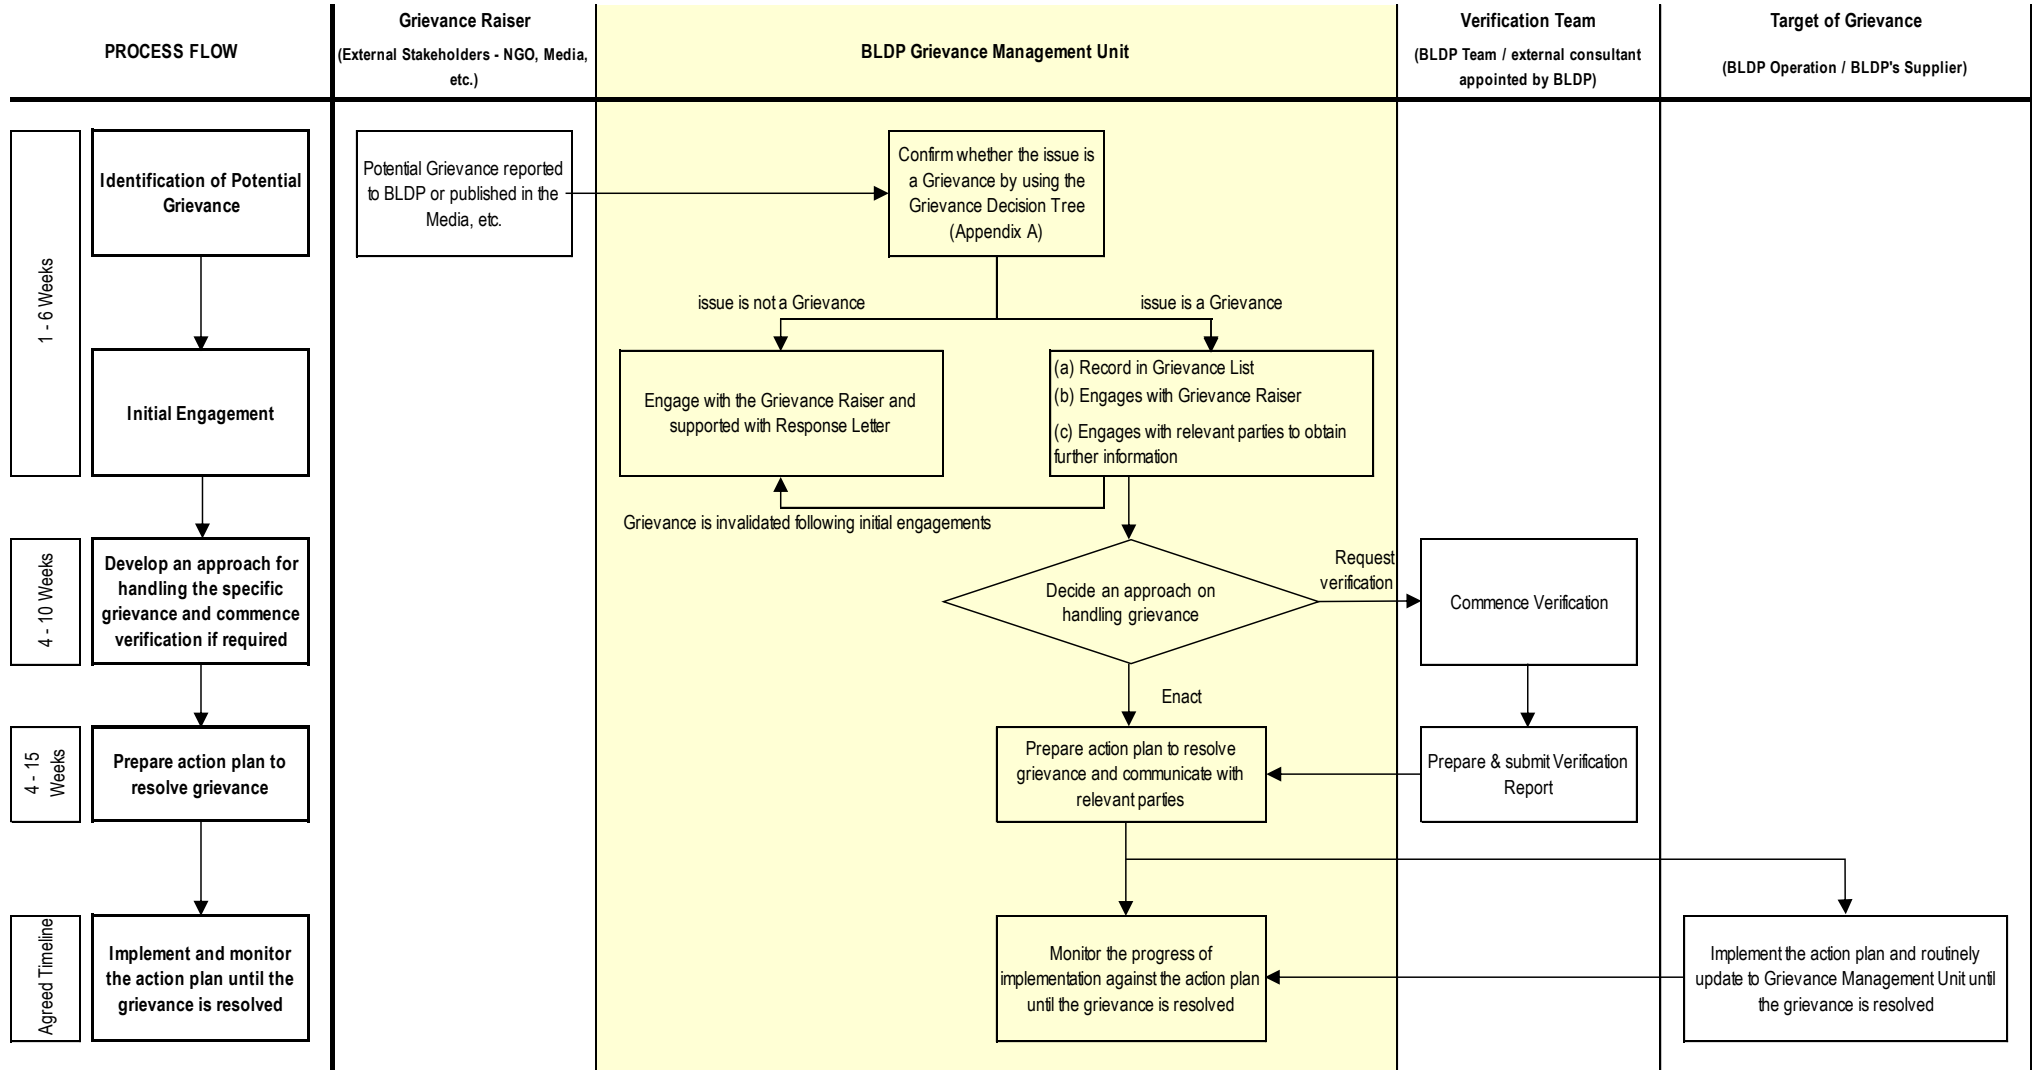 PROCESS FLOW
Grievance Raiser
(External Stakeholders - NGO, Media,
etc.)
BLDP Grievance Management Unit
Verification Team
(BLDP Team / external consultant
appointed by BLDP)
Target of Grievance
(BLDP Operation / BLDP's Supplier)
1 - 6 Weeks
Identification of Potential
Grievance
Potential Grievance reported
to BLDP or published in the
Media, etc.
Confirm whether the issue is
a Grievance by using the
Grievance Decision Tree
(Appendix A)
issue is not a Grievance
issue is a Grievance
Initial Engagement
Engage with the Grievance Raiser and
supported with Response Letter
(a) Record in Grievance List
(b) Engages with Grievance Raiser
(c) Engages with relevant parties to obtain
further information
Grievance is invalidated following initial engagements
4 - 10 Weeks
Develop an approach for
handling the specific
grievance and commence
verification if required
Decide an approach on
handling grievance
Request
verification
Commence Verification
Enact
4 - 15
Weeks
Prepare action plan to
resolve grievance
Prepare action plan to resolve
grievance and communicate with
relevant parties
Prepare & submit Verification
Report
Agreed Timeline
Implement and monitor
the action plan until the
grievance is resolved
Monitor the progress of
implementation against the action plan
until the grievance is resolved
Implement the action plan and routinely
update to Grievance Management Unit until
the grievance is resolved